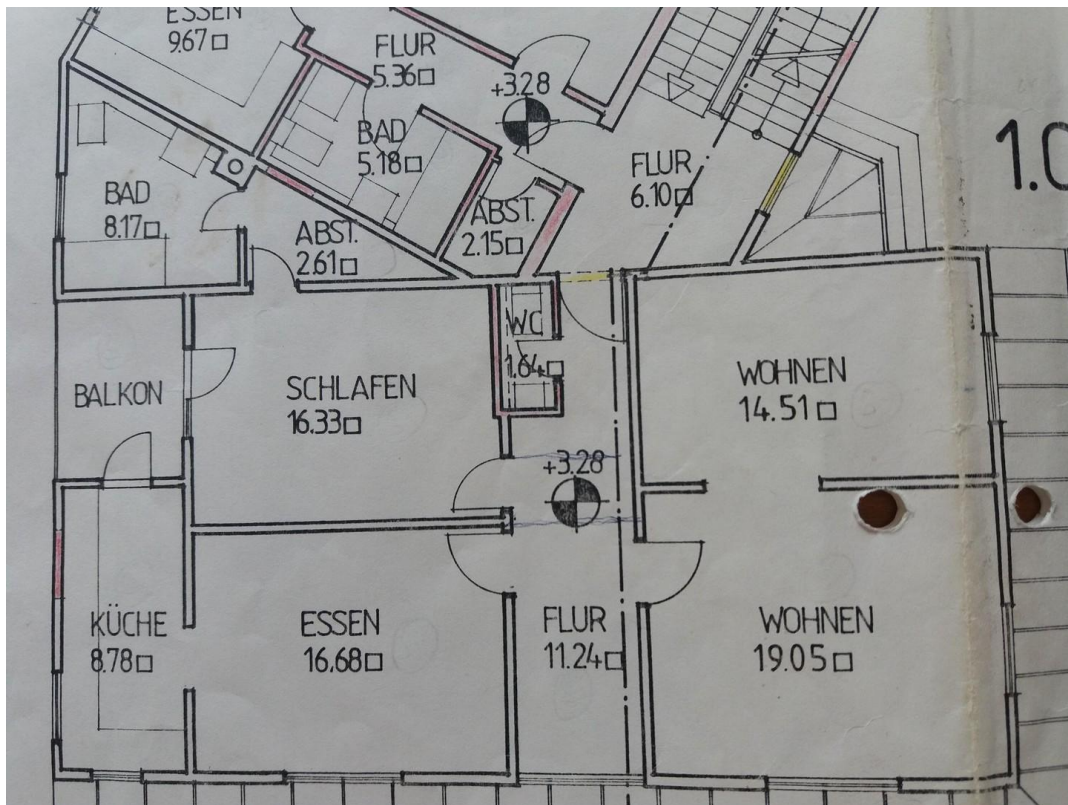 ESSEN
9.67□
FLUR
5.36□
+3.28
BAD
5.18□
FLUR
6.10□
1.0
BAD
8.17□
ABST.
2.61□
ABST.
2.15□
WC
1.64□
BALKON
SCHLAFEN
16.33□
WOHNEN
14.51□
+3.28
KÜCHE
8.78□
ESSEN
16.68□
FLUR
11.24□
WOHNEN
19.05□